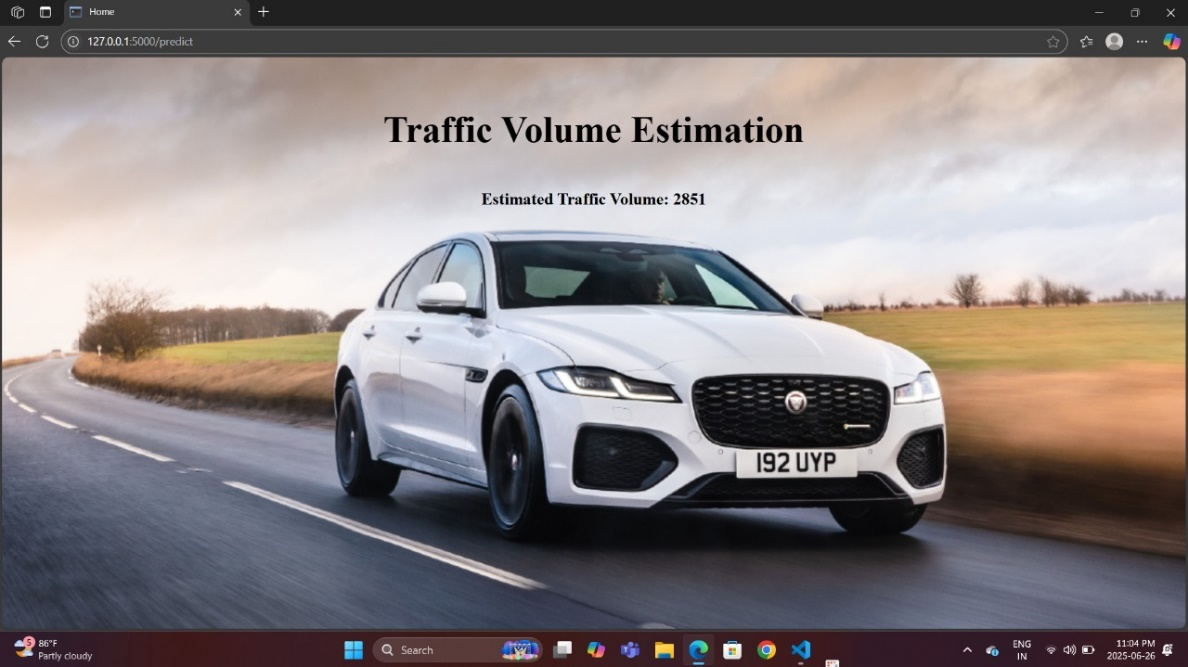 Home
127.0.0.1:5000/predict
Traffic Volume Estimation
Estimated Traffic Volume: 2851
192 UYP
5
86°F
Partly cloudy
Search
ENG
IN
11:04 PM
2025-06-26